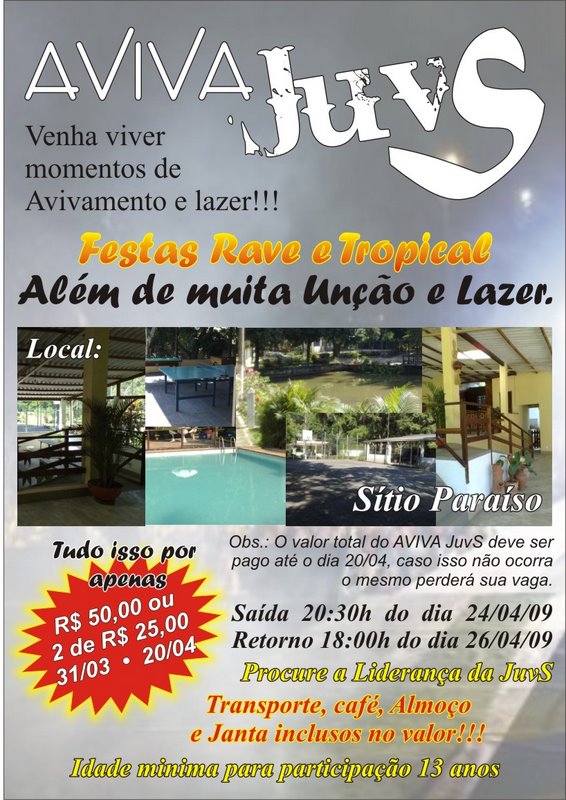 AVIVA JuvS
Venha viver
momentos de
Avivamento e lazer!!!
Festas Rave e Tropical
Além de muita Unção e Lazer.
Local:
Sítio Paraíso
Tudo isso por
apenas
R$ 50,00 ou
2 de R$ 25,00
31/03 • 20/04
Obs.: O valor total do AVIVA JuvS deve ser
pago até o dia 20/04, caso isso não ocorra
o mesmo perderá sua vaga.
Saída 20:30h do dia 24/04/09
Retorno 18:00h do dia 26/04/09
Procure a Liderança da JuvS
Transporte, café, Almoço
e Janta inclusos no valor!!!
Idade minima para participação 13 anos